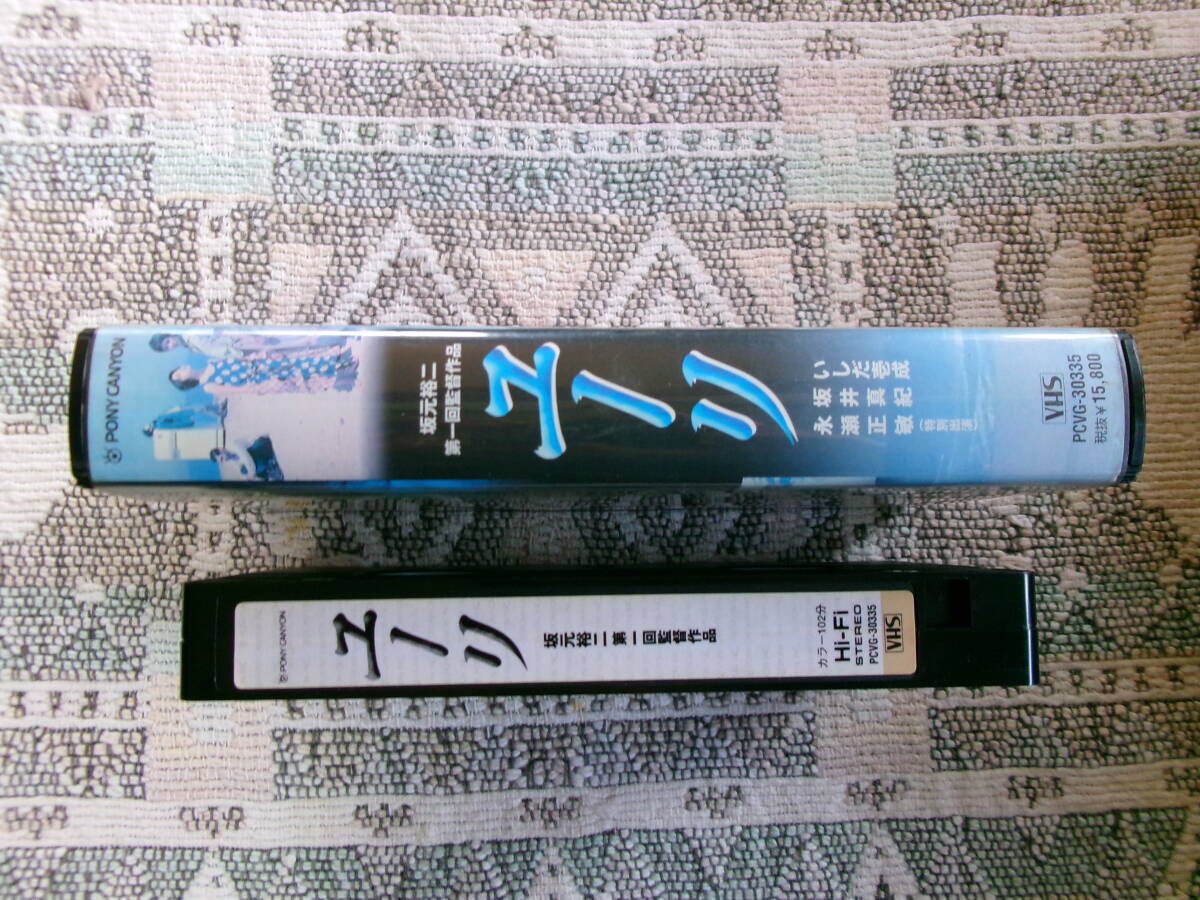 PONY CANYON
坂元裕二
第一回監督作品
ユーリ
いしだ壱成
坂井真紀
永瀬正敏(特別出演)
VHS
PCVG-30335
税抜¥15,800
PONY CANYON
ユーリ
坂元裕二第一回監督作品
カラー102分
Hi-Fi
STEREO
PCVG-30335
VHS